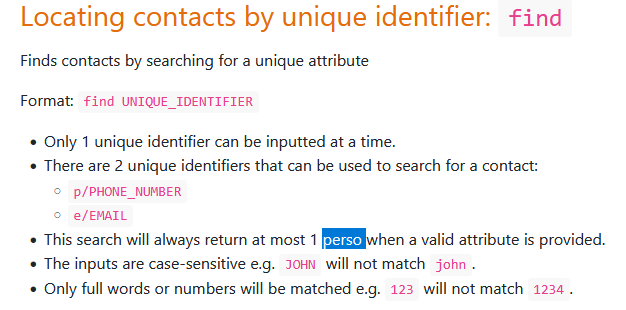 Locating contacts by unique identifier: find
Finds contacts by searching for a unique attribute
Format: find UNIQUE_IDENTIFIER
Only 1 unique identifier can be inputted at a time.
There are 2 unique identifiers that can be used to search for a contact:
p/PHONE_NUMBER
e/EMAIL
This search will always return at most 1 perso when a valid attribute is provided.
The inputs are case-sensitive e.g. JOHN will not match john.
Only full words or numbers will be matched e.g. 123 will not match 1234.